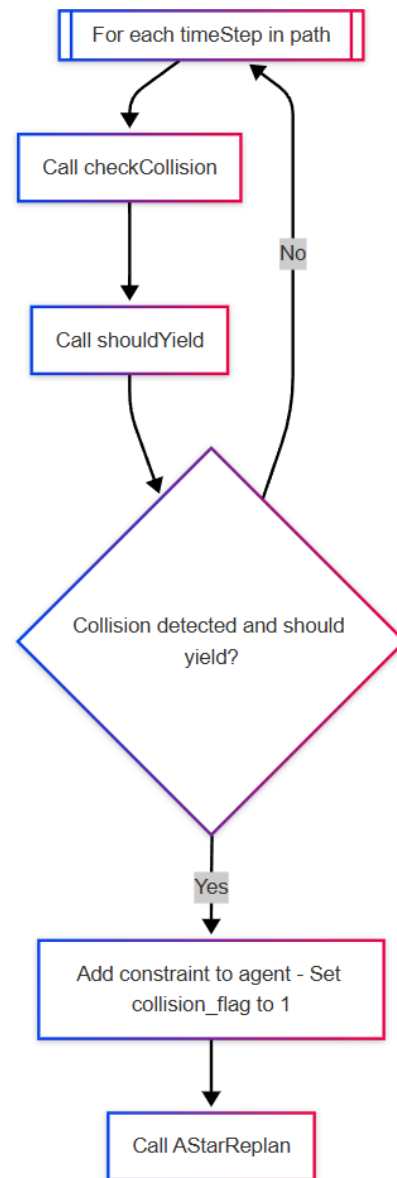 For each timeStep in path
Call checkCollision
No
Call shouldYield
Collision detected and should
yield?
Yes
Add constraint to agent - Set
collision_flag to 1
Call AStarReplan